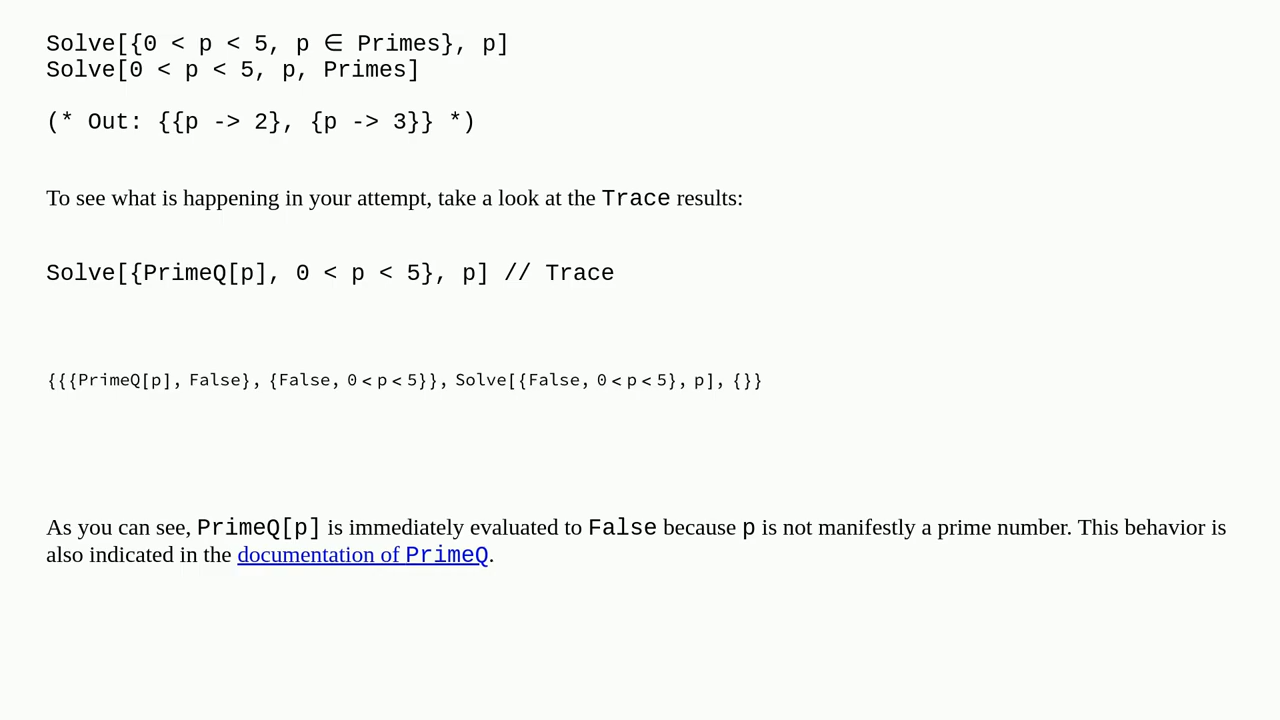 Solve[{0 < p < 5, p ∈ Primes}, p]
Solve[0 < p < 5, p, Primes]
(* Out: {{p -> 2}, {p -> 3}} *)
To see what is happening in your attempt, take a look at the Trace results:
Solve[{PrimeQ[p], 0 < p < 5}, p] // Trace
{{{PrimeQ[p], False}, {False, 0 < p < 5}}, Solve[{False, 0 < p < 5}, p], {}}
As you can see, PrimeQ[p] is immediately evaluated to False because p is not manifestly a prime number. This behavior is
also indicated in the documentation of PrimeQ.